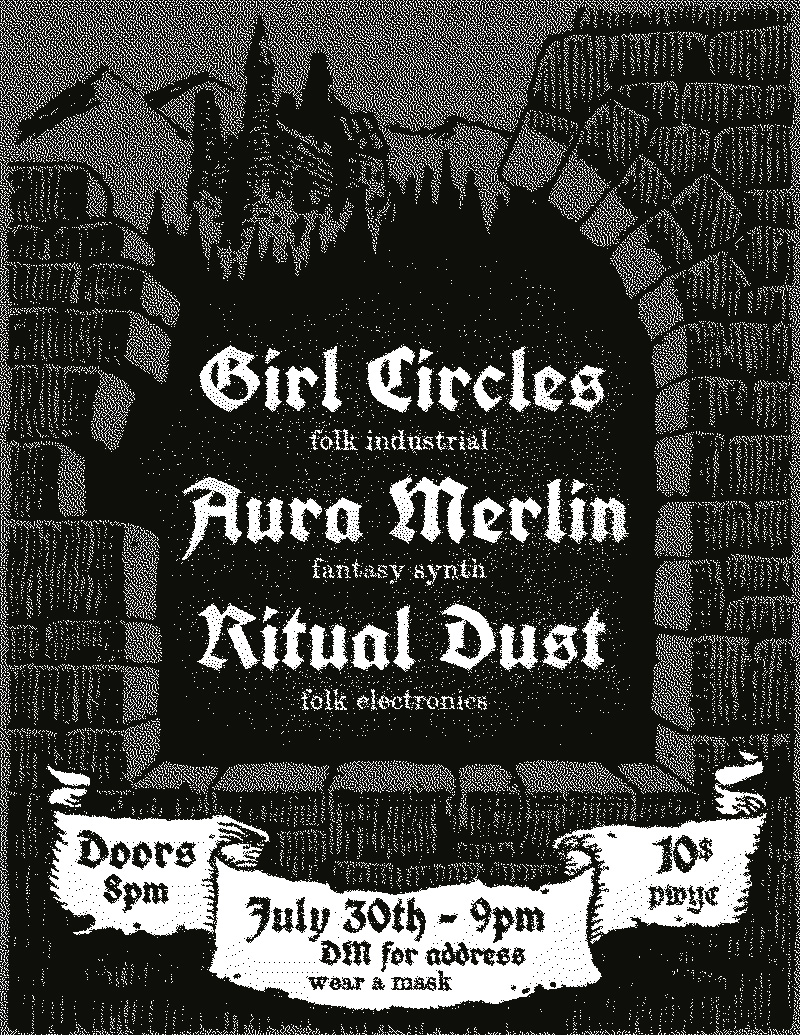 Girl Circles
folk industrial
Aura Merlin
fantasy synth
Ritual Dust
folk electronics
Doors
8pm
July 30th - 9pm
DM for address
wear a mask
10$
pwyc